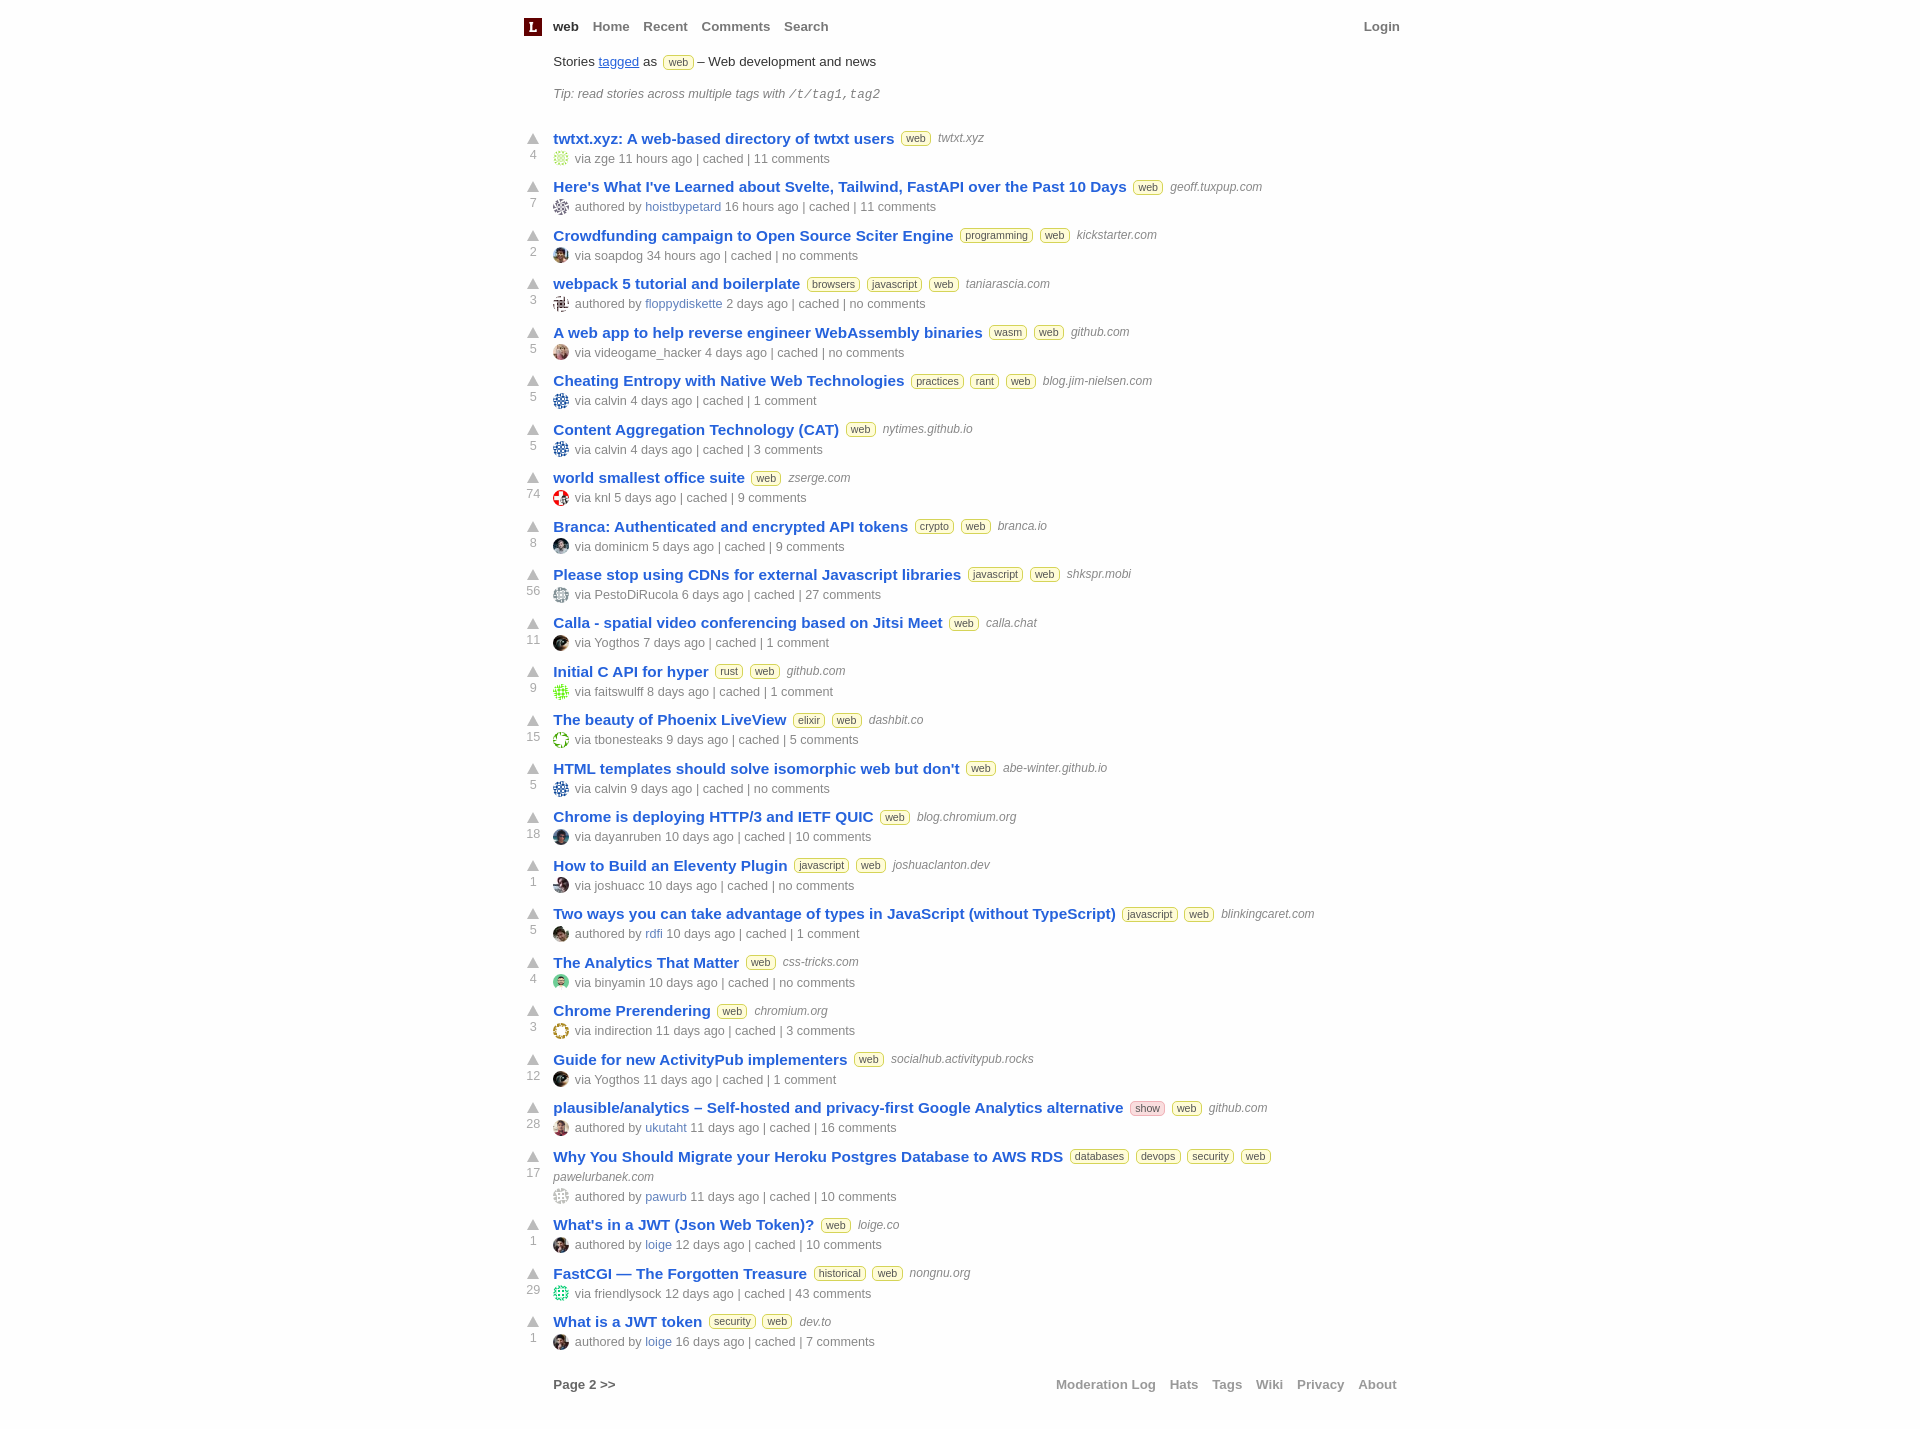 L web Home Recent Comments Search Login
Stories tagged as web – Web development and news
Tip: read stories across multiple tags with /t/tag1,tag2
twtxt.xyz: A web-based directory of twtxt users web twtxt.xyz
4 via zge 11 hours ago | cached | 11 comments
Here's What I've Learned about Svelte, Tailwind, FastAPI over the Past 10 Days web geoff.tuxpup.com
7 authored by hoistbypetard 16 hours ago | cached | 11 comments
Crowdfunding campaign to Open Source Sciter Engine programming web kickstarter.com
2 via soapdog 34 hours ago | cached | no comments
webpack 5 tutorial and boilerplate browsers javascript web taniarascia.com
3 authored by floppydiskette 2 days ago | cached | no comments
A web app to help reverse engineer WebAssembly binaries wasm web github.com
5 via videogame_hacker 4 days ago | cached | no comments
Cheating Entropy with Native Web Technologies practices rant web blog.jim-nielsen.com
5 via calvin 4 days ago | cached | 1 comment
Content Aggregation Technology (CAT) web nytimes.github.io
5 via calvin 4 days ago | cached | 3 comments
world smallest office suite web zserge.com
74 via knl 5 days ago | cached | 9 comments
Branca: Authenticated and encrypted API tokens crypto web branca.io
8 via dominicm 5 days ago | cached | 9 comments
Please stop using CDNs for external Javascript libraries javascript web shkspr.mobi
56 via PestoDiRucola 6 days ago | cached | 27 comments
Calla - spatial video conferencing based on Jitsi Meet web calla.chat
11 via Yogthos 7 days ago | cached | 1 comment
Initial C API for hyper rust web github.com
9 via faitswulff 8 days ago | cached | 1 comment
The beauty of Phoenix LiveView elixir web dashbit.co
15 via tbonesteaks 9 days ago | cached | 5 comments
HTML templates should solve isomorphic web but don't web abe-winter.github.io
5 via calvin 9 days ago | cached | no comments
Chrome is deploying HTTP/3 and IETF QUIC web blog.chromium.org
18 via dayanruben 10 days ago | cached | 10 comments
How to Build an Eleventy Plugin javascript web joshuaclanton.dev
1 via joshuacc 10 days ago | cached | no comments
Two ways you can take advantage of types in JavaScript (without TypeScript) javascript web blinkingcaret.com
5 authored by rdfi 10 days ago | cached | 1 comment
The Analytics That Matter web css-tricks.com
4 via binyamin 10 days ago | cached | no comments
Chrome Prerendering web chromium.org
3 via indirection 11 days ago | cached | 3 comments
Guide for new ActivityPub implementers web socialhub.activitypub.rocks
12 via Yogthos 11 days ago | cached | 1 comment
plausible/analytics – Self-hosted and privacy-first Google Analytics alternative show web github.com
28 authored by ukutaht 11 days ago | cached | 16 comments
Why You Should Migrate your Heroku Postgres Database to AWS RDS databases devops security web
17 pawelurbanek.com
authored by pawurb 11 days ago | cached | 10 comments
What's in a JWT (Json Web Token)? web loige.co
1 authored by loige 12 days ago | cached | 10 comments
FastCGI — The Forgotten Treasure historical web nongnu.org
29 via friendlysock 12 days ago | cached | 43 comments
What is a JWT token security web dev.to
1 authored by loige 16 days ago | cached | 7 comments
Page 2 >> Moderation Log Hats Tags Wiki Privacy About